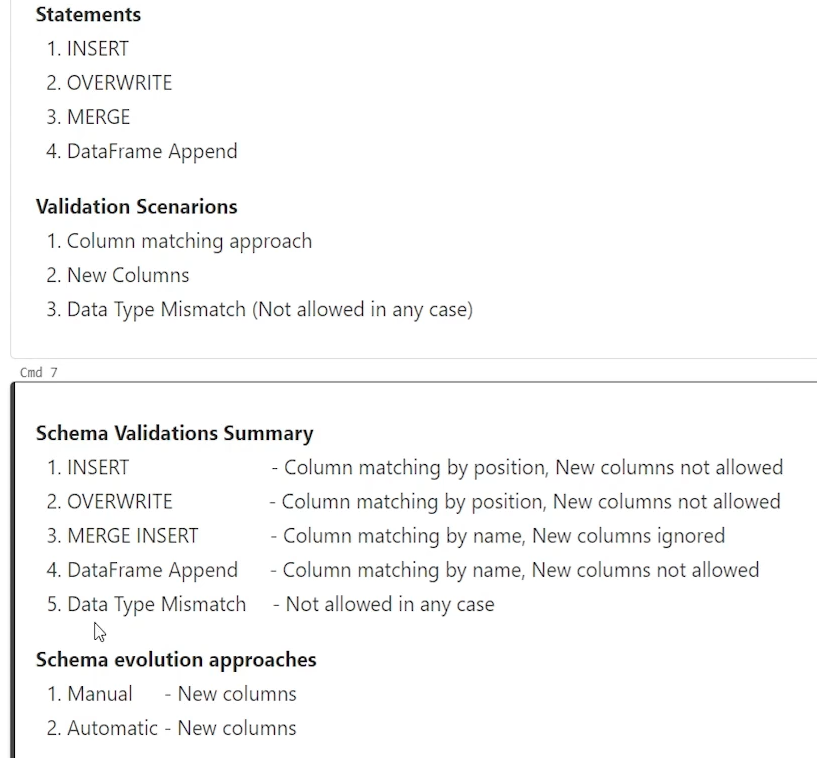 Statements
1. INSERT
2. OVERWRITE
3. MERGE
4. DataFrame Append
Validation Scenarions
1. Column matching approach
2. New Columns
3. Data Type Mismatch (Not allowed in any case)
Cmd 7
Schema Validations Summary
1. INSERT - Column matching by position, New columns not allowed
2. OVERWRITE - Column matching by position, New columns not allowed
3. MERGE INSERT - Column matching by name, New columns ignored
4. DataFrame Append - Column matching by name, New columns not allowed
5. Data Type Mismatch - Not allowed in any case
Schema evolution approaches
1. Manual - New columns
2. Automatic - New columns